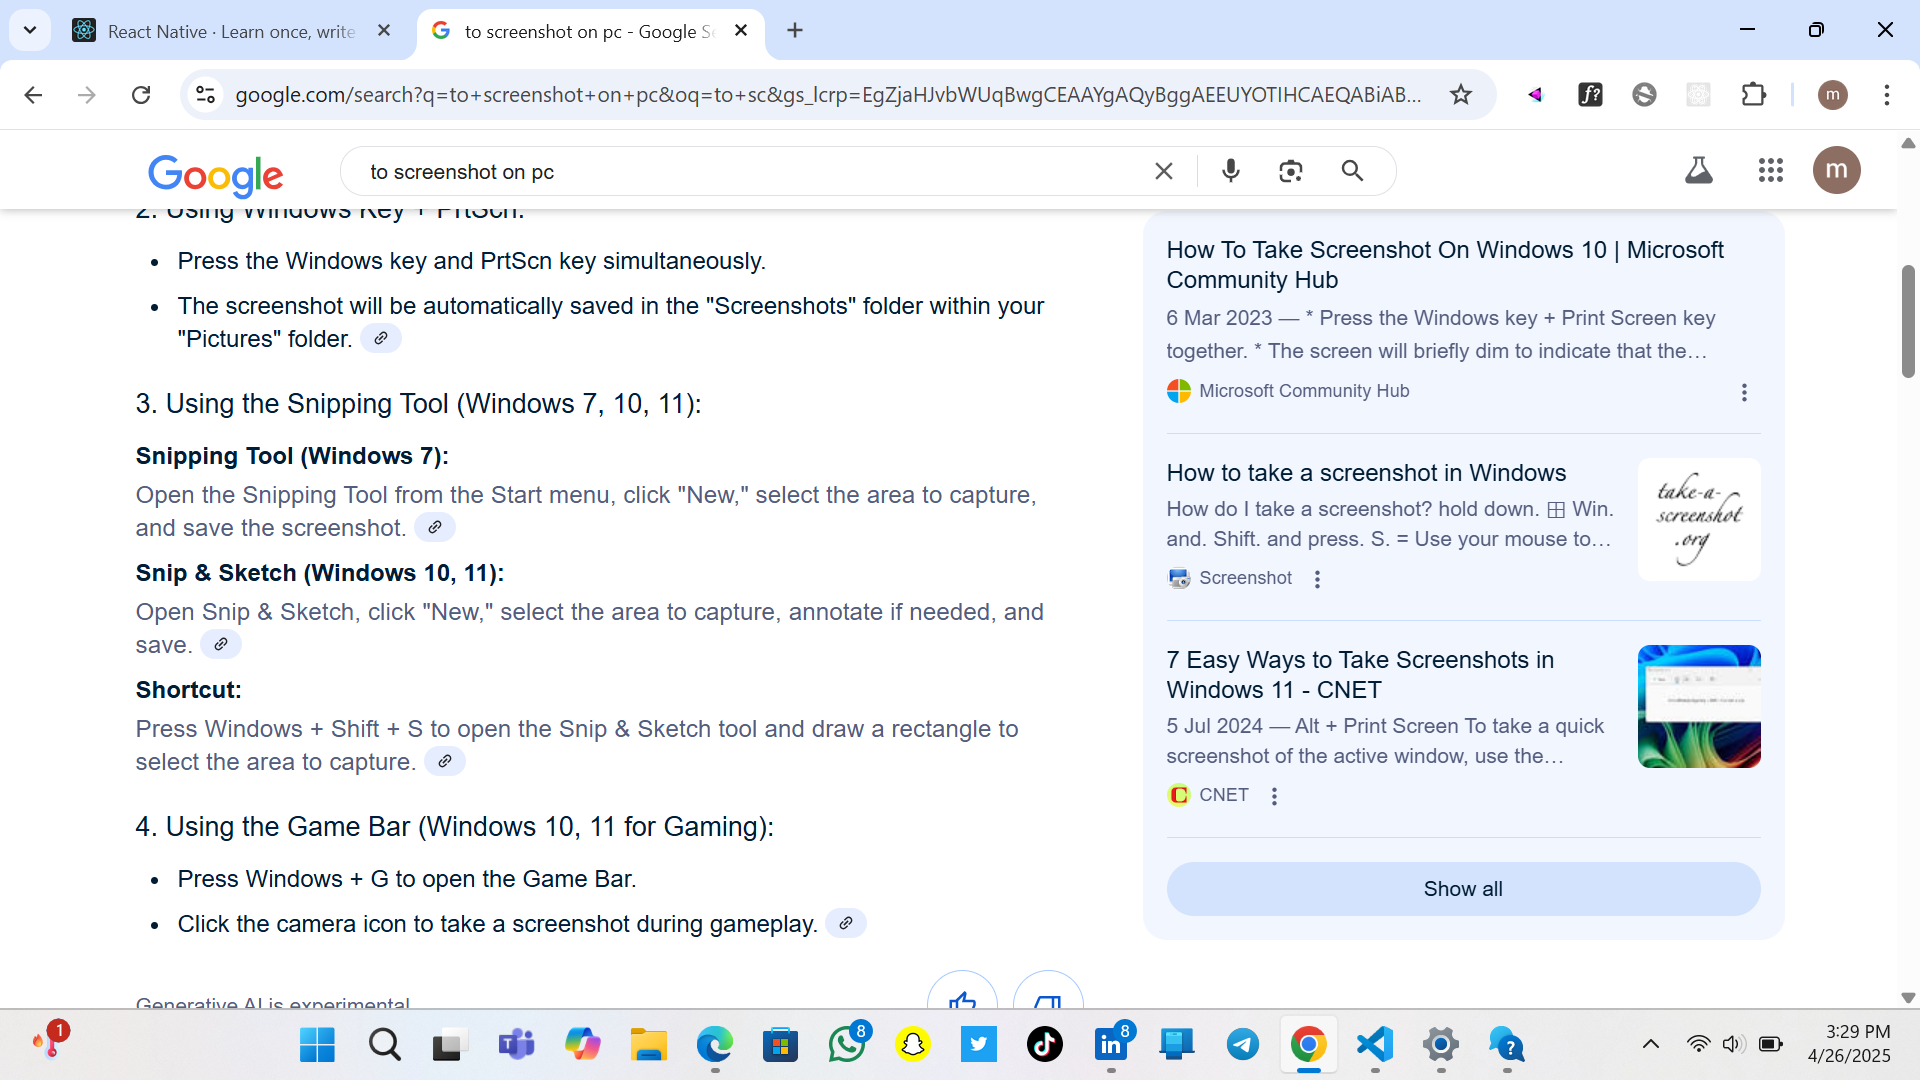 React Native · Learn once, write
to screenshot on pc - Google Se
google.com/search?q=to+screenshot+on+pc&oq=to+sc&gs_lcrp=EgZjaHJvbWUqBwgCEAAYgAQyBggAEEUYOTIHCAEQABiAB...
f?
m
Google
to screenshot on pc
m
2. Using Windows Key + PrtScn:
Press the Windows key and PrtScn key simultaneously.
The screenshot will be automatically saved in the "Screenshots" folder within your
"Pictures" folder.
3. Using the Snipping Tool (Windows 7, 10, 11):
Snipping Tool (Windows 7):
Open the Snipping Tool from the Start menu, click "New," select the area to capture,
and save the screenshot.
Snip & Sketch (Windows 10, 11):
Open Snip & Sketch, click "New," select the area to capture, annotate if needed, and
save.
Shortcut:
Press Windows + Shift + S to open the Snip & Sketch tool and draw a rectangle to
select the area to capture.
4. Using the Game Bar (Windows 10, 11 for Gaming):
Press Windows + G to open the Game Bar.
Click the camera icon to take a screenshot during gameplay.
Generative AI is experimental
How To Take Screenshot On Windows 10 | Microsoft
Community Hub
6 Mar 2023 — * Press the Windows key + Print Screen key
together. * The screen will briefly dim to indicate that the…
Microsoft Community Hub
How to take a screenshot in Windows
How do I take a screenshot? hold down. ⊞ Win.
and. Shift. and press. S. = Use your mouse to…
Screenshot
take-a-
screenshot
.org
7 Easy Ways to Take Screenshots in
Windows 11 - CNET
5 Jul 2024 — Alt + Print Screen To take a quick
screenshot of the active window, use the…
CNET
Show all
1
8
8
3:29 PM
4/26/2025